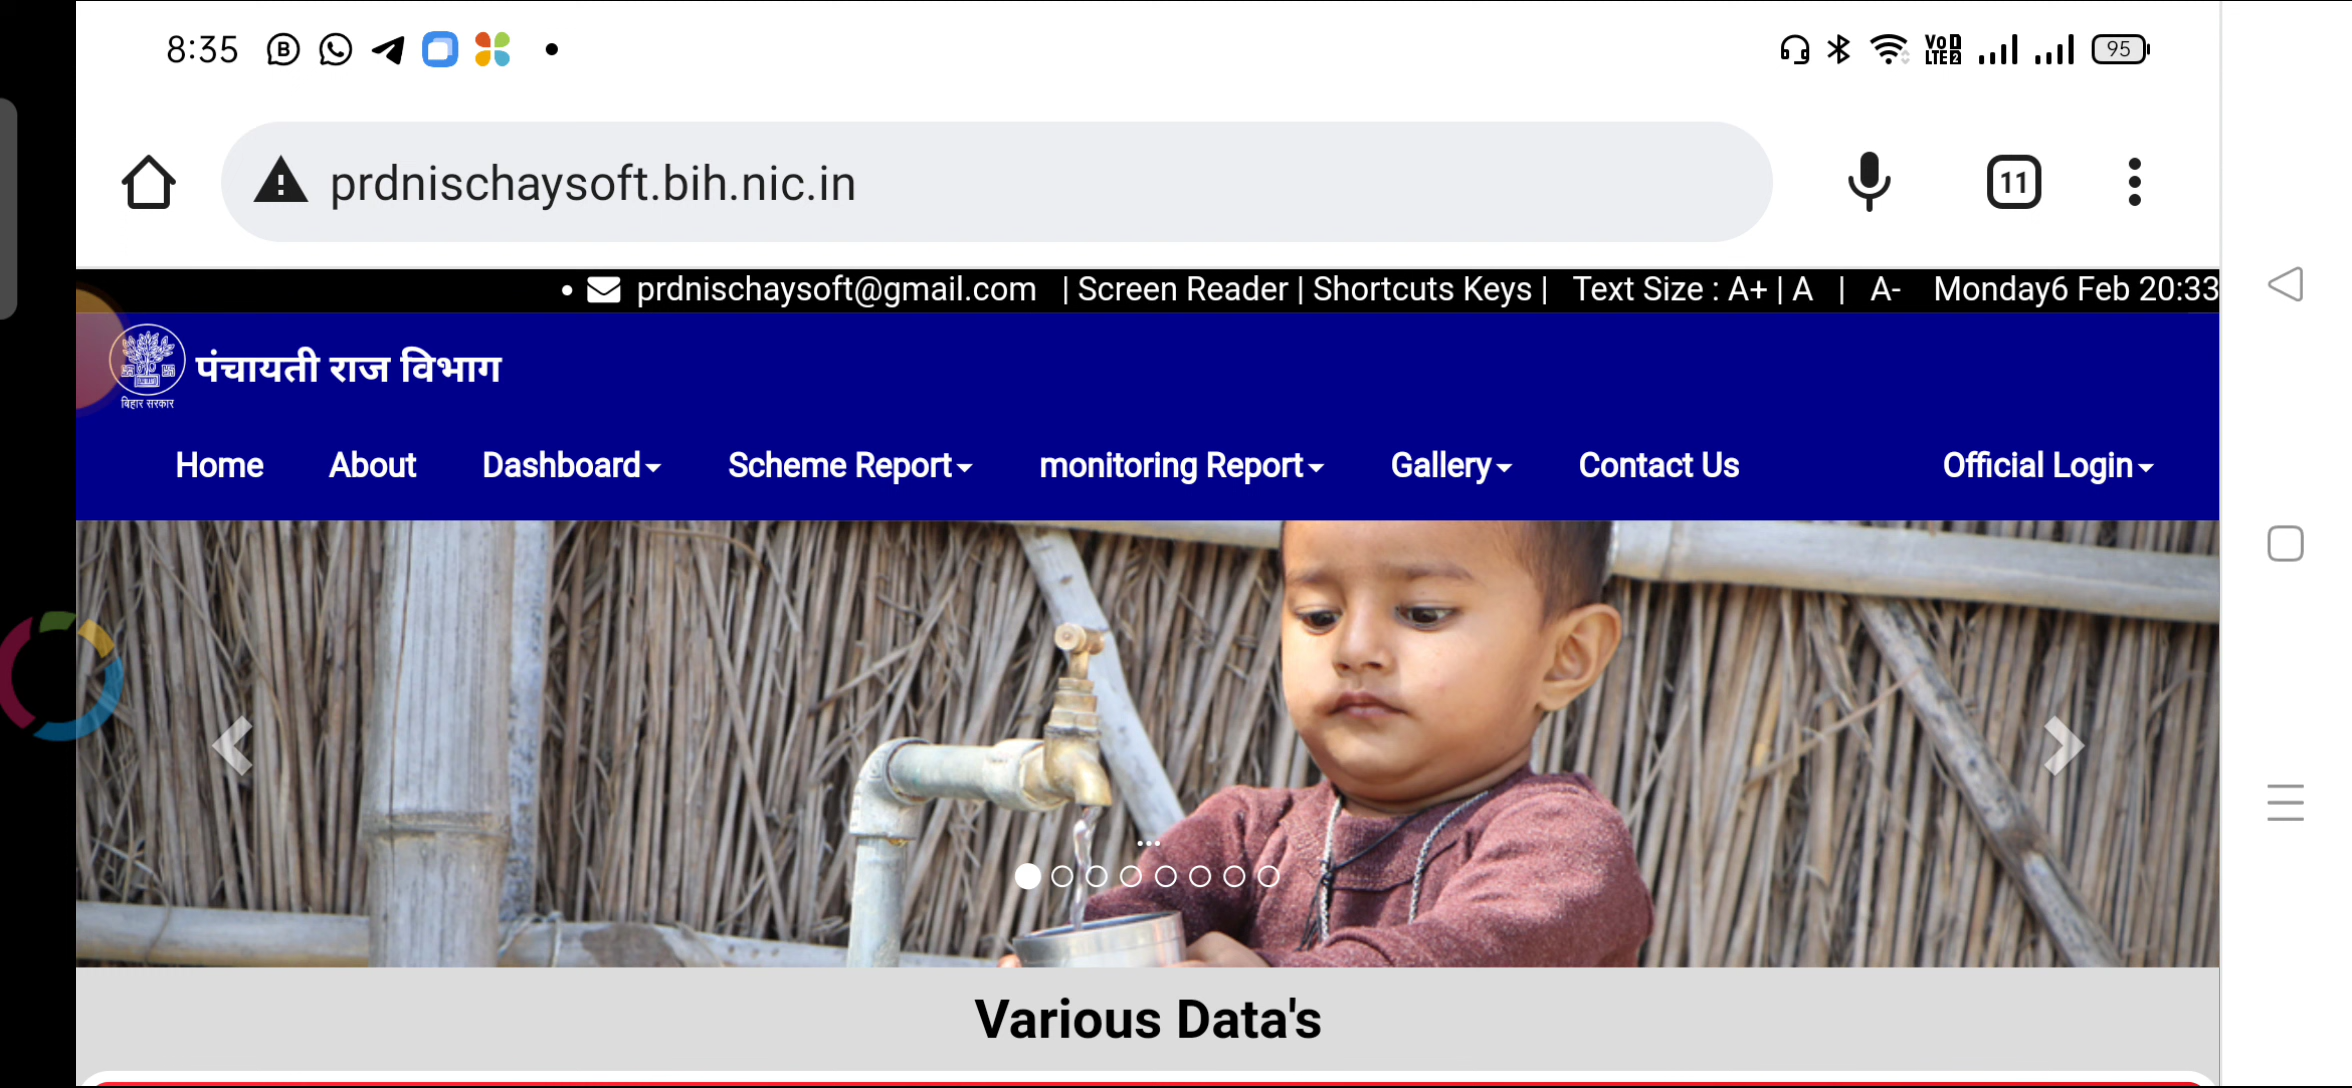 8:35 95
prdnischaysoft.bih.nic.in 11
• prdnischaysoft@gmail.com | Screen Reader | Shortcuts Keys | Text Size : A+ | A | A- Monday6 Feb 20:33
पंचायती राज विभाग
बिहार सरकार
Home About Dashboard Scheme Report monitoring Report Gallery Contact Us Official Login
...
Various Data's